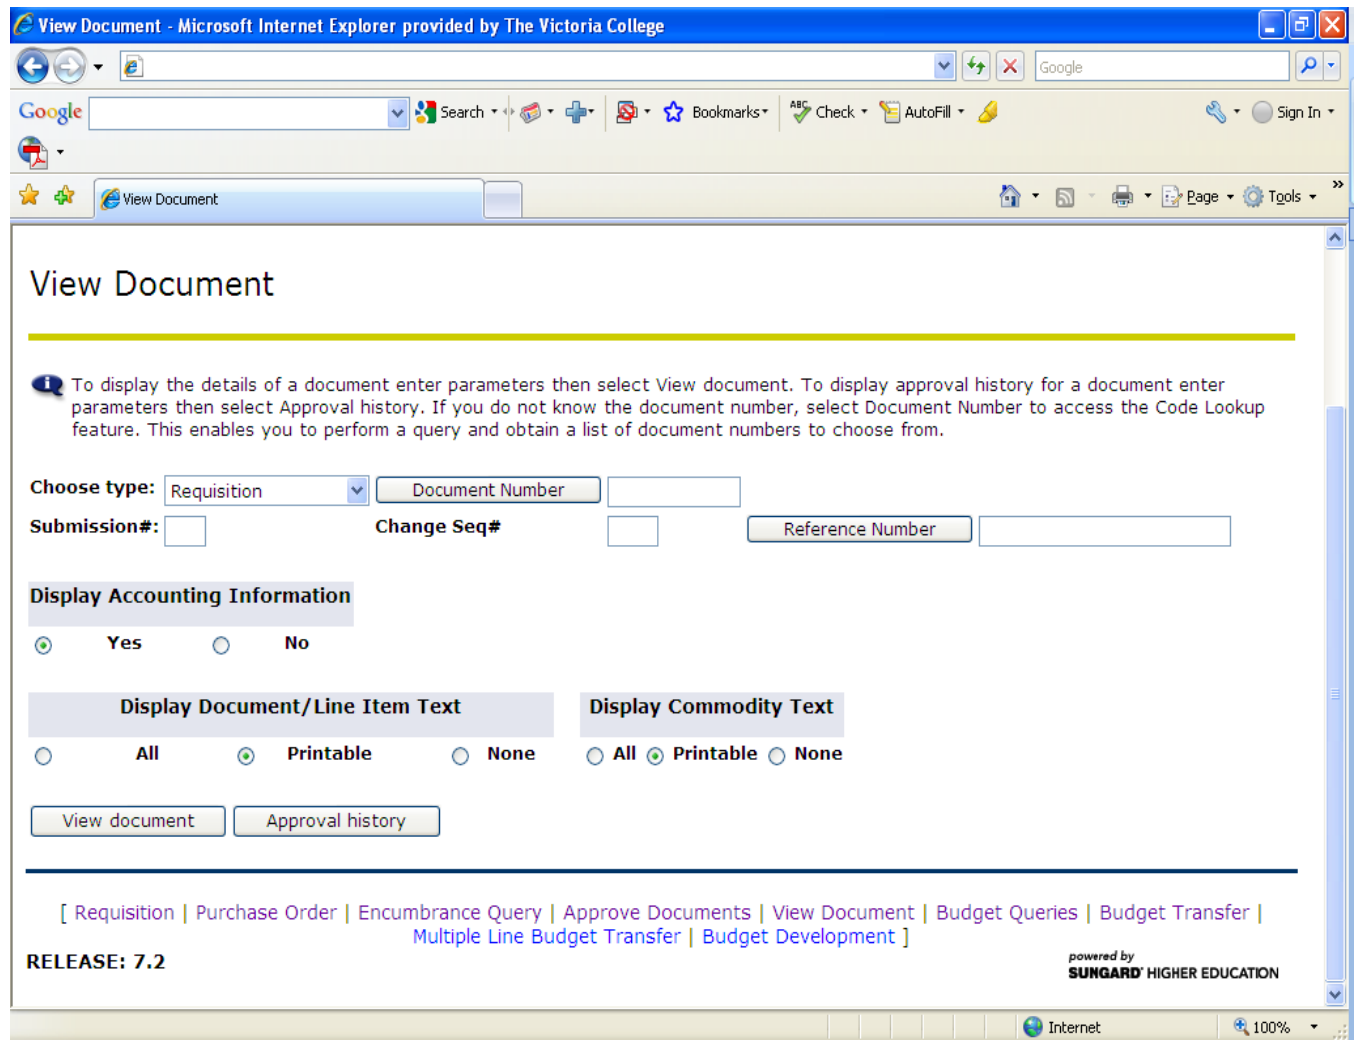 View Document - Microsoft Internet Explorer provided by The Victoria College
Google
Google Search Bookmarks ABC Check AutoFill Sign In
View Document Page Tools »
View Document
To display the details of a document enter parameters then select View document. To display approval history for a document enter
parameters then select Approval history. If you do not know the document number, select Document Number to access the Code Lookup
feature. This enables you to perform a query and obtain a list of document numbers to choose from.
Choose type: Requisition Document Number
Submission#: Change Seq# Reference Number
Display Accounting Information
Yes No
Display Document/Line Item Text Display Commodity Text
All Printable None All Printable None
View document Approval history
[ Requisition | Purchase Order | Encumbrance Query | Approve Documents | View Document | Budget Queries | Budget Transfer |
Multiple Line Budget Transfer | Budget Development ]
RELEASE: 7.2
powered by
SUNGARD' HIGHER EDUCATION
Internet 100%